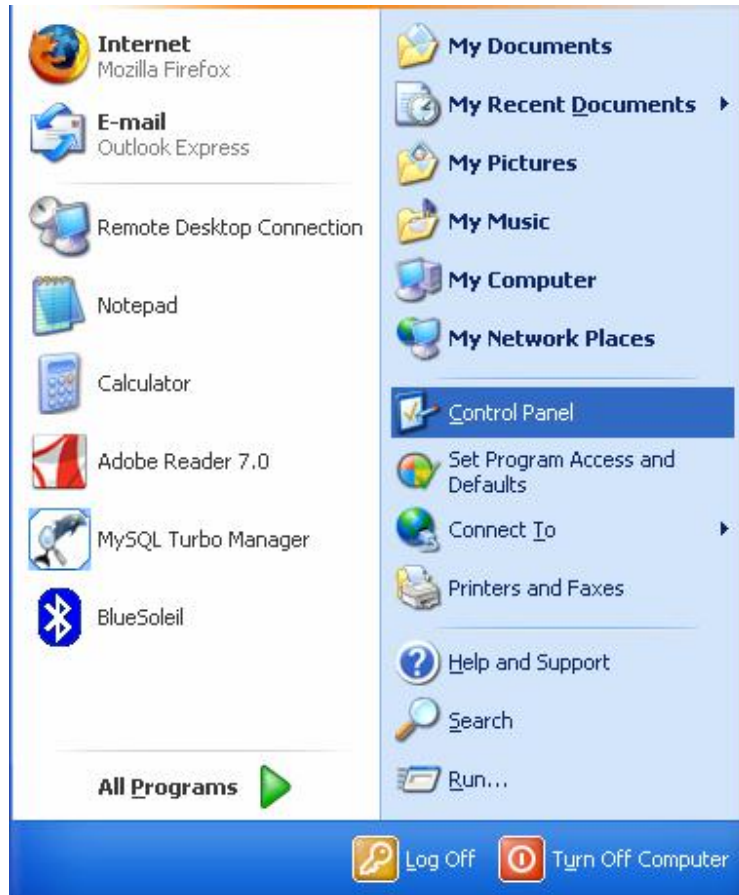 Internet
Mozilla Firefox
E-mail
Outlook Express
Remote Desktop Connection
Notepad
Calculator
Adobe Reader 7.0
MySQL Turbo Manager
BlueSoleil
All Programs
My Documents
My Recent Documents
My Pictures
My Music
My Computer
My Network Places
Control Panel
Set Program Access and
Defaults
Connect To
Printers and Faxes
Help and Support
Search
Run...
Log Off
Turn Off Computer